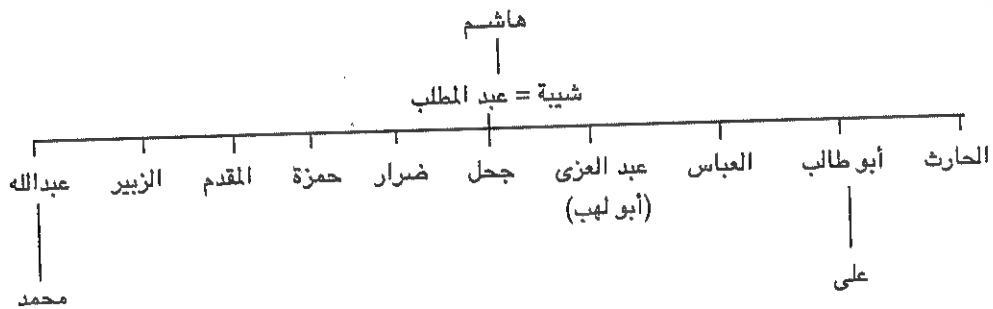 هاشم
شيبة = عبد المطلب
الحارث أبو طالب العباس عبد العزى جحل ضرار حمزة المقدم الزبير عبدالله
(أبو لهب)
على
محمد